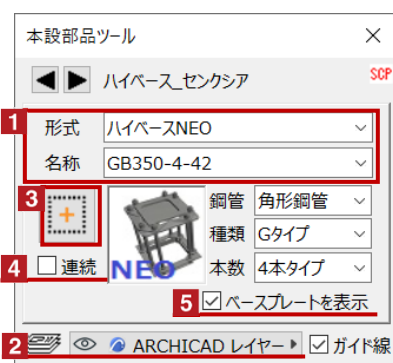 本設部品ツール
ハイベース_センクシア
SCP
1
形式 ハイベースNEO
名称 GB350-4-42
3
鋼管 角形鋼管
種類 Gタイプ
4 連続 NEO 本数 4本タイプ
5 ベースプレートを表示
2 ARCHICAD レイヤー ガイド線